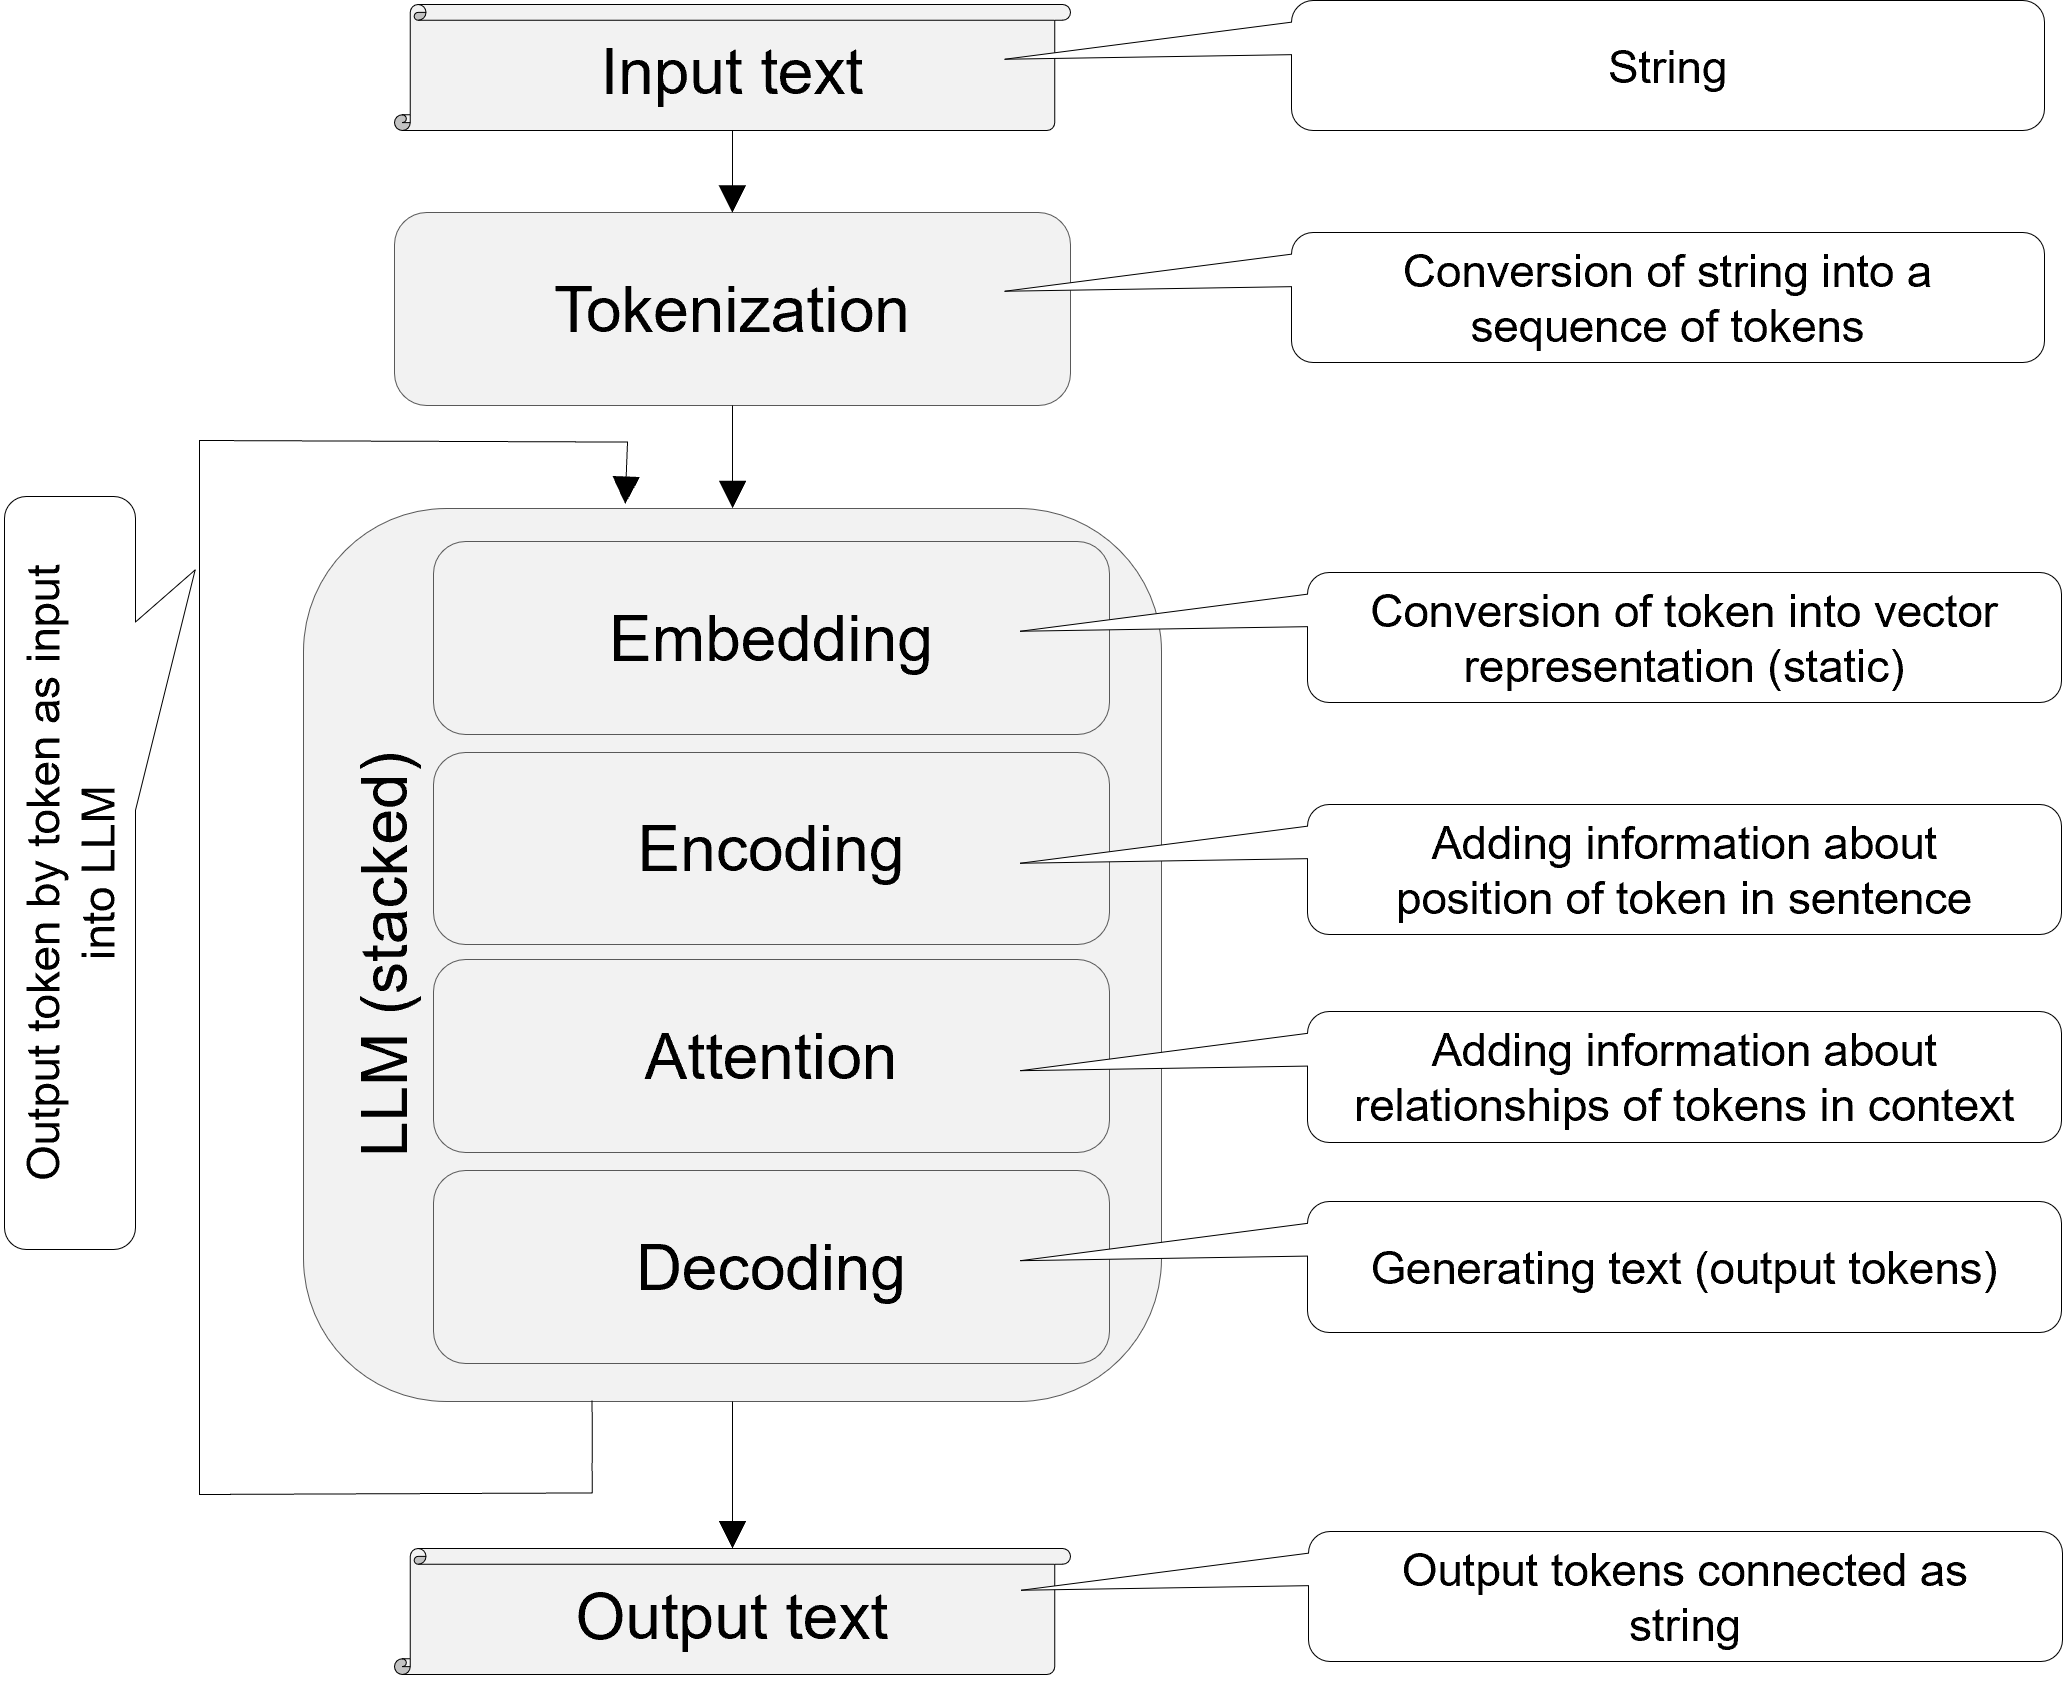 Input text
String
Tokenization
Conversion of string into a
sequence of tokens
Output token by token as input
into LLM
LLM (stacked)
Embedding
Conversion of token into vector
representation (static)
Encoding
Adding information about
position of token in sentence
Attention
Adding information about
relationships of tokens in context
Decoding
Generating text (output tokens)
Output text
Output tokens connected as
string